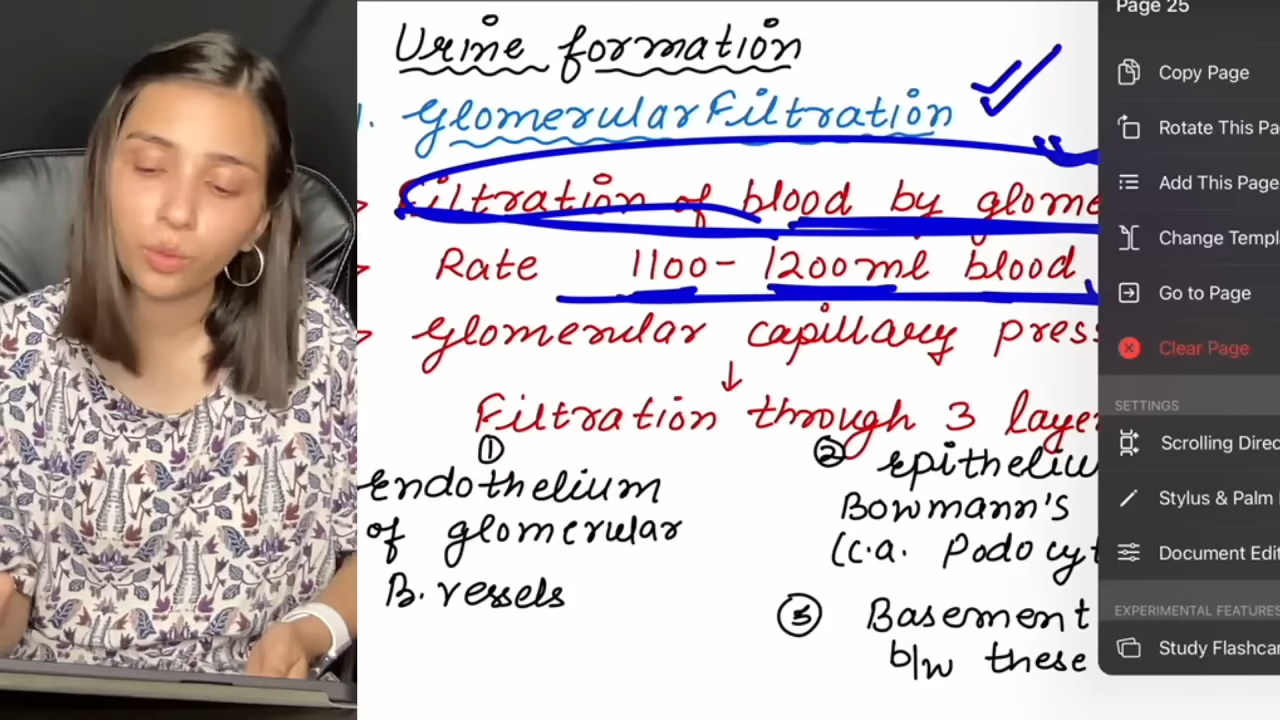 Urine formation
1. Glomerular Filtration
Filtration of blood by glome
Rate 1100- 1200ml blood
Glomerular capillary press
↓
Filtration through 3 laye
①
endothelium
of glomerular
B. vessels
②
epitheliu
Bowmann's
(c.a. Podocyt
③ Basement
b/w these
Page 25
Copy Page
Rotate This Pa
Add This Page
Change Templ
Go to Page
Clear Page
SETTINGS
Scrolling Direc
Stylus & Palm
Document Edit
EXPERIMENTAL FEATURES
Study Flashcar